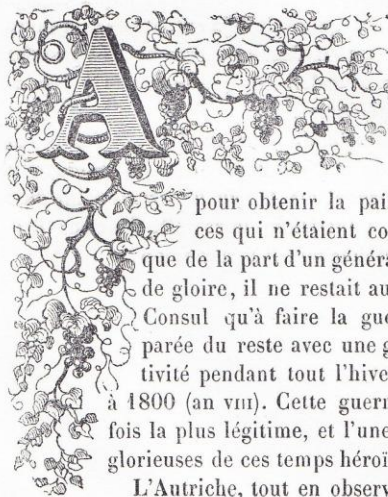 A
pour obtenir la pai
ces qui n'étaient co
que de la part d'un généra
de gloire, il ne restait au
Consul qu'à faire la gue
parée du reste avec une g
tivité pendant tout l'hive
à 1800 (an VIII). Cette guerr
fois la plus légitime, et l'une
glorieuses de ces temps héroï
L'Autriche, tout en observ